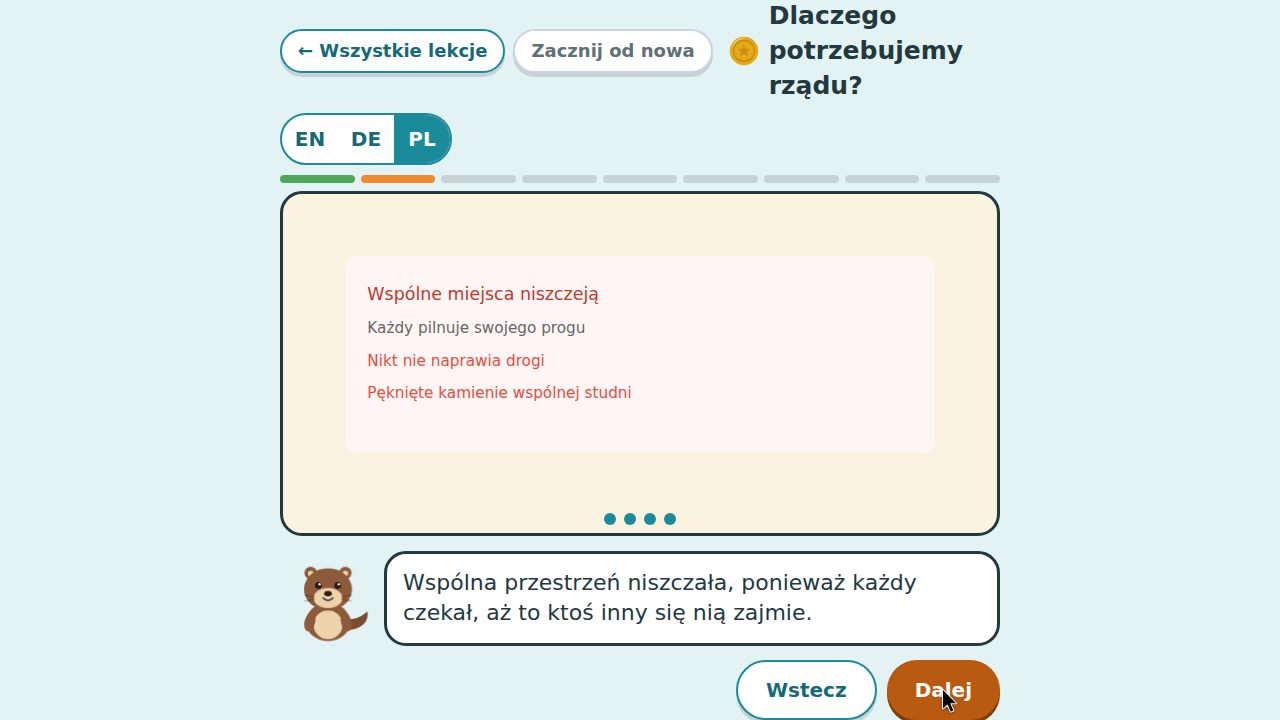 ← Wszystkie lekcje
Zacznij od nowa
Dlaczego
potrzebujemy
rządu?
EN DE PL
Wspólne miejsca niszczeją
Każdy pilnuje swojego progu
Nikt nie naprawia drogi
Pęknięte kamienie wspólnej studni
Wspólna przestrzeń niszczała, ponieważ każdy
czekał, aż to ktoś inny się nią zajmie.
Wstecz
Dalej